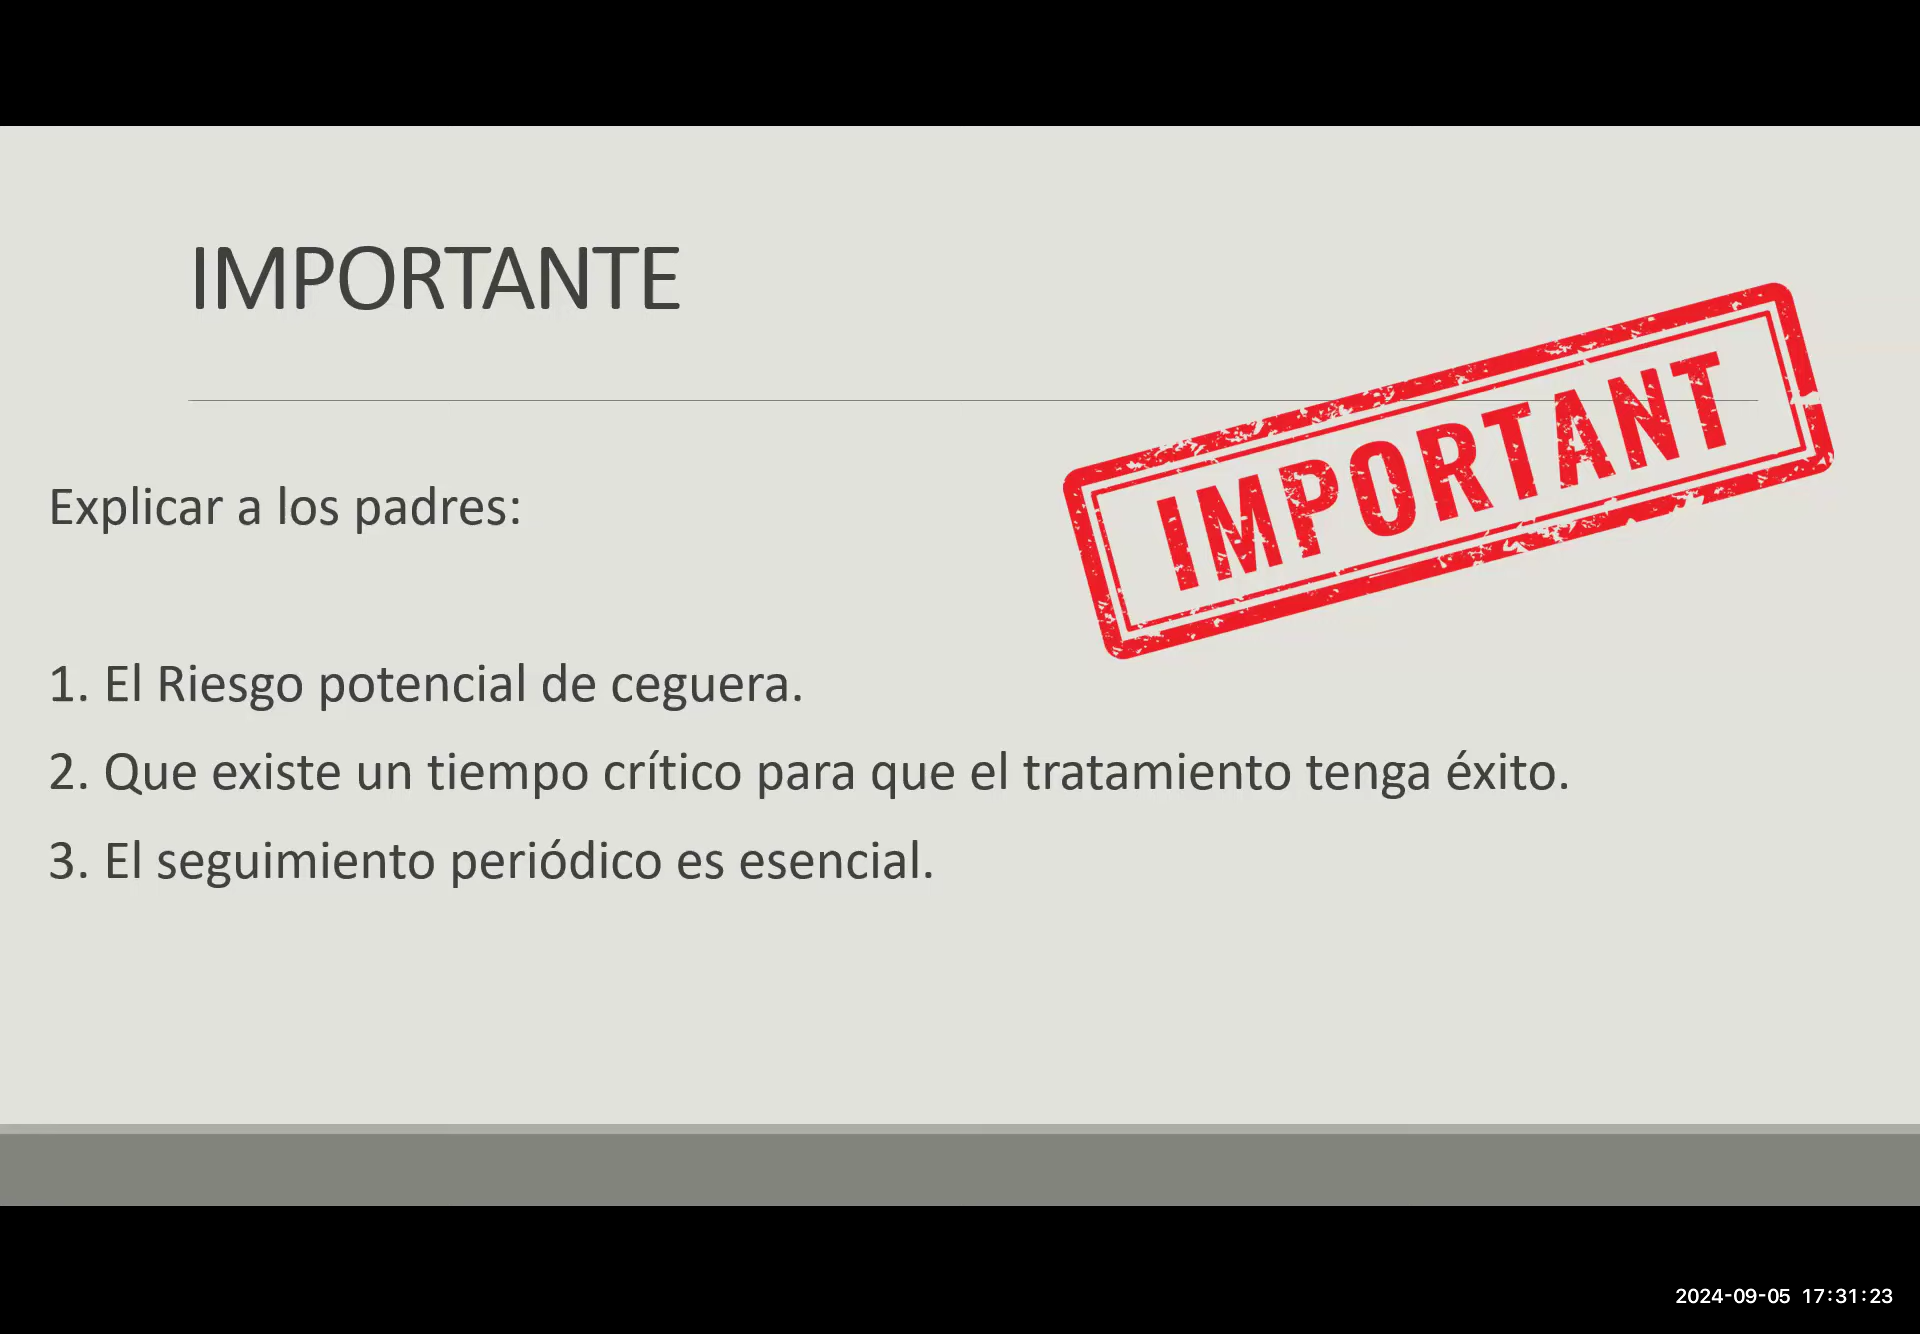 IMPORTANTE
IMPORTANT
Explicar a los padres:
1. El Riesgo potencial de ceguera.
2. Que existe un tiempo crítico para que el tratamiento tenga éxito.
3. El seguimiento periódico es esencial.
2024-09-05 17:31:23